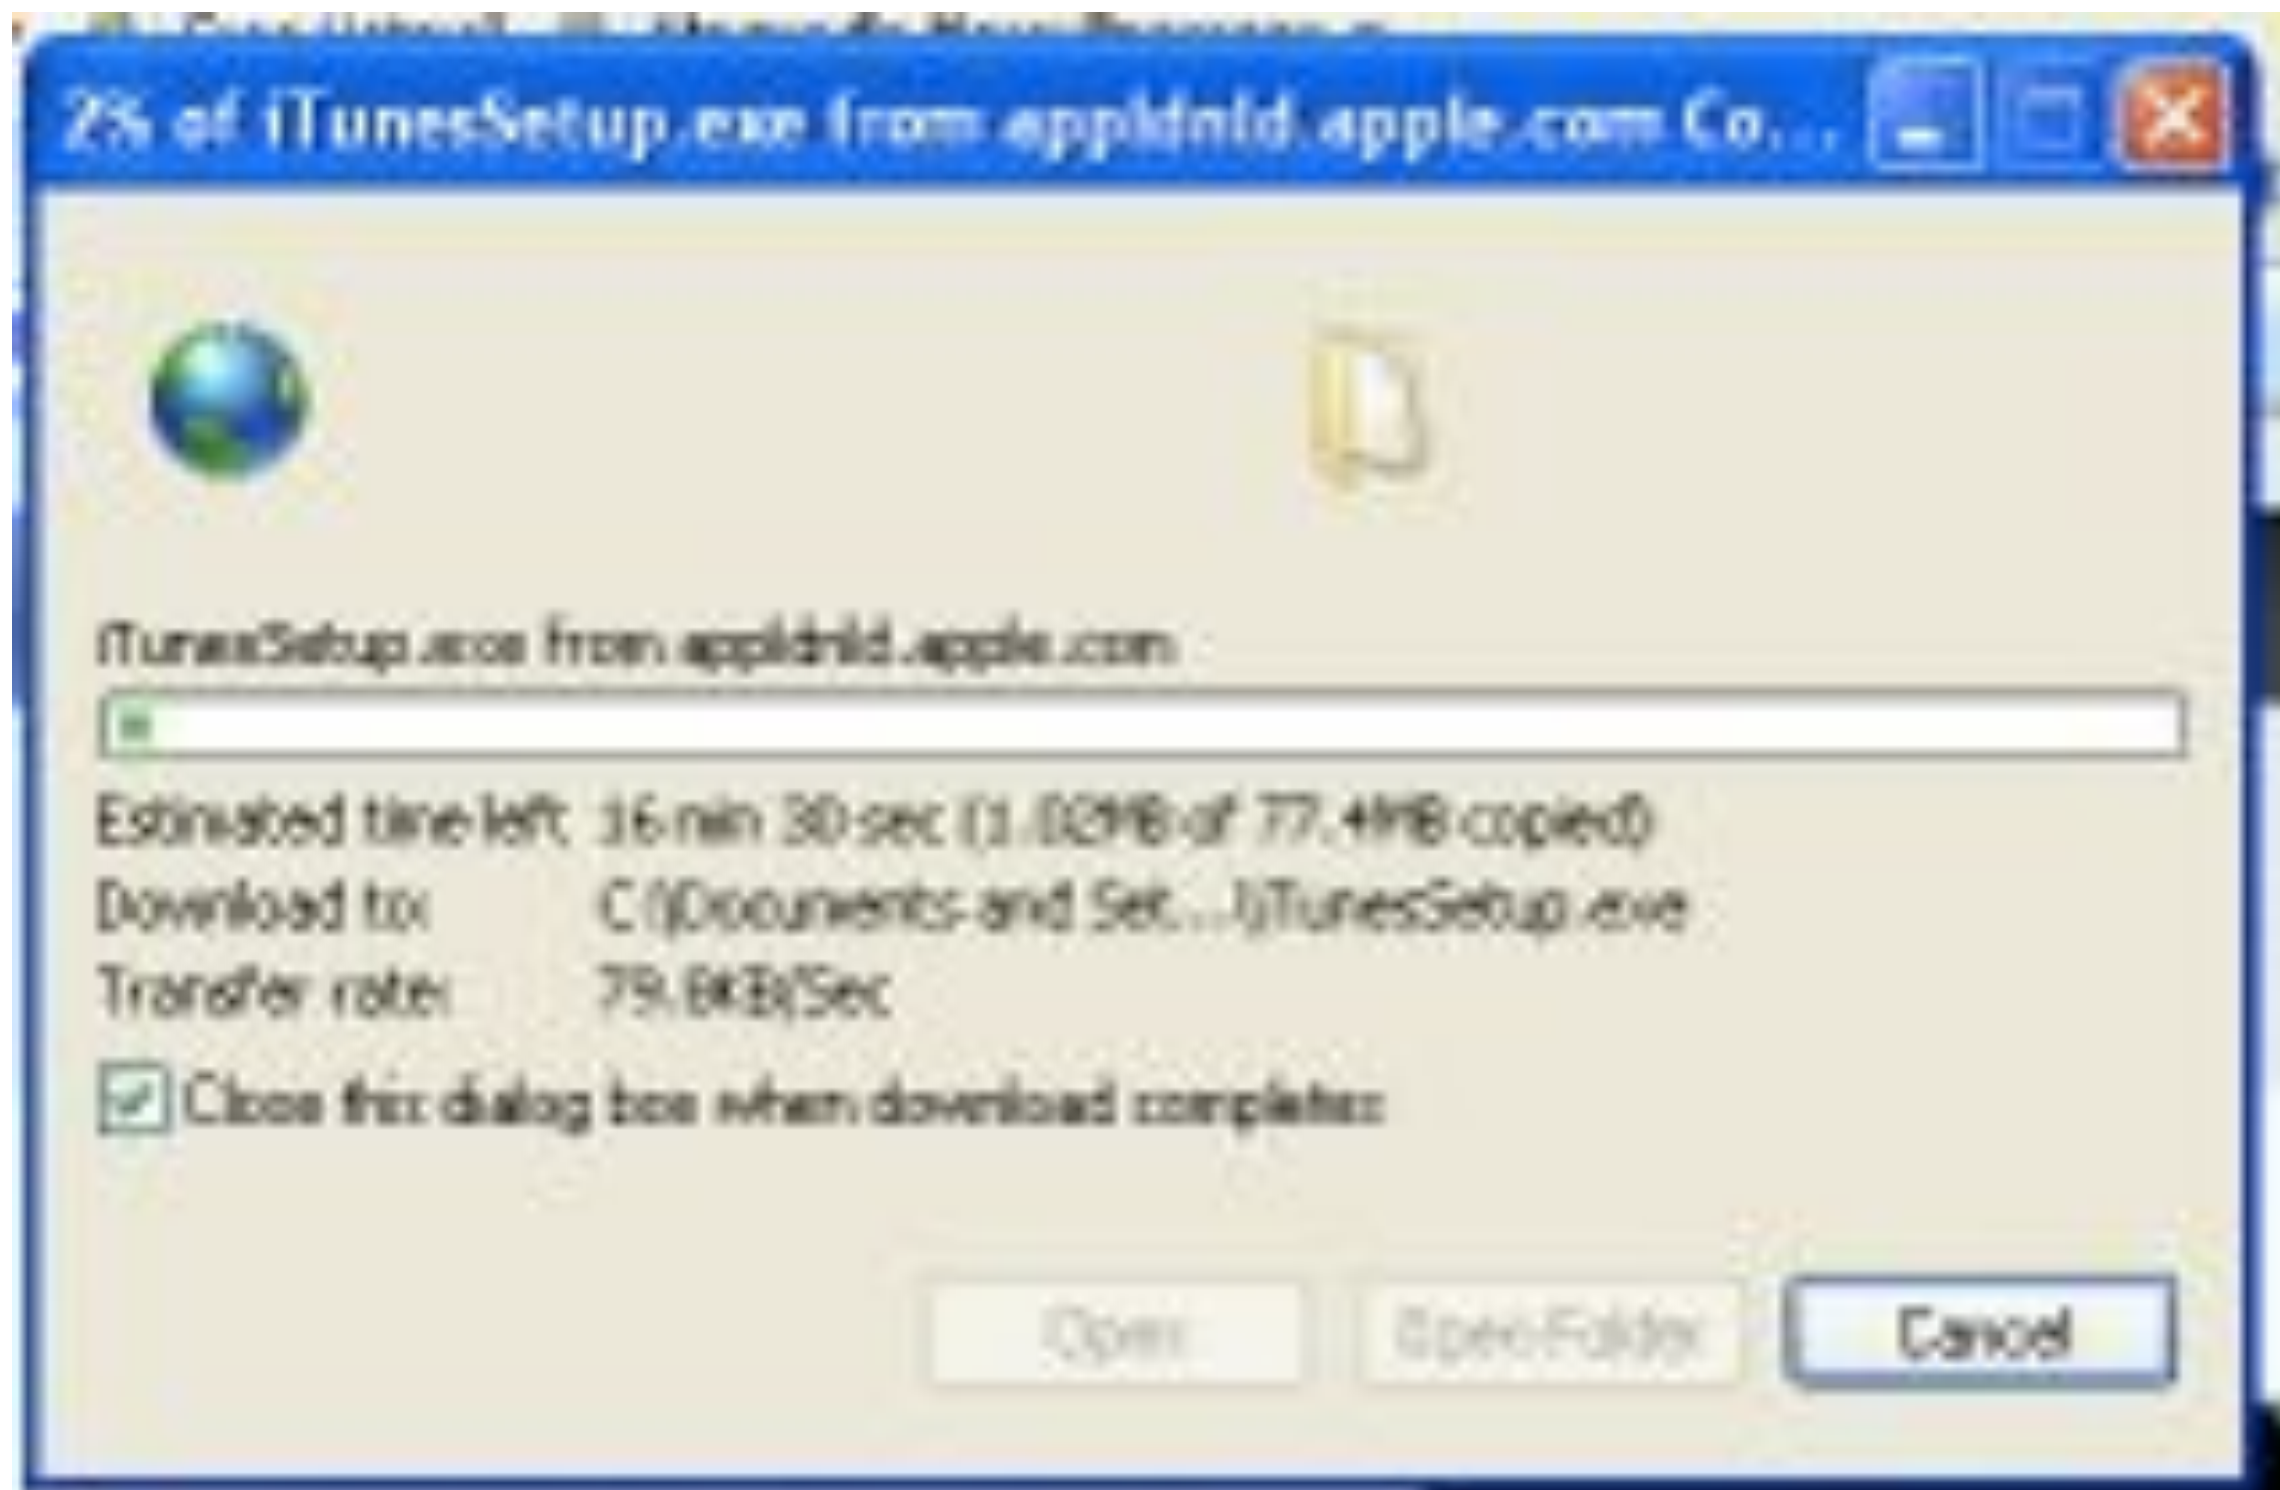 2% of iTunesSetup.exe from appldnld.apple.com Co...
iTunesSetup.exe from appldnld.apple.com
Estimated time left: 16 min 30 sec (1.02MB of 77.4MB copied)
Download to: C:\Documents and Set...\iTunesSetup.exe
Transfer rate: 79.8KB/Sec
Close this dialog box when download completes
Open Open Folder Cancel